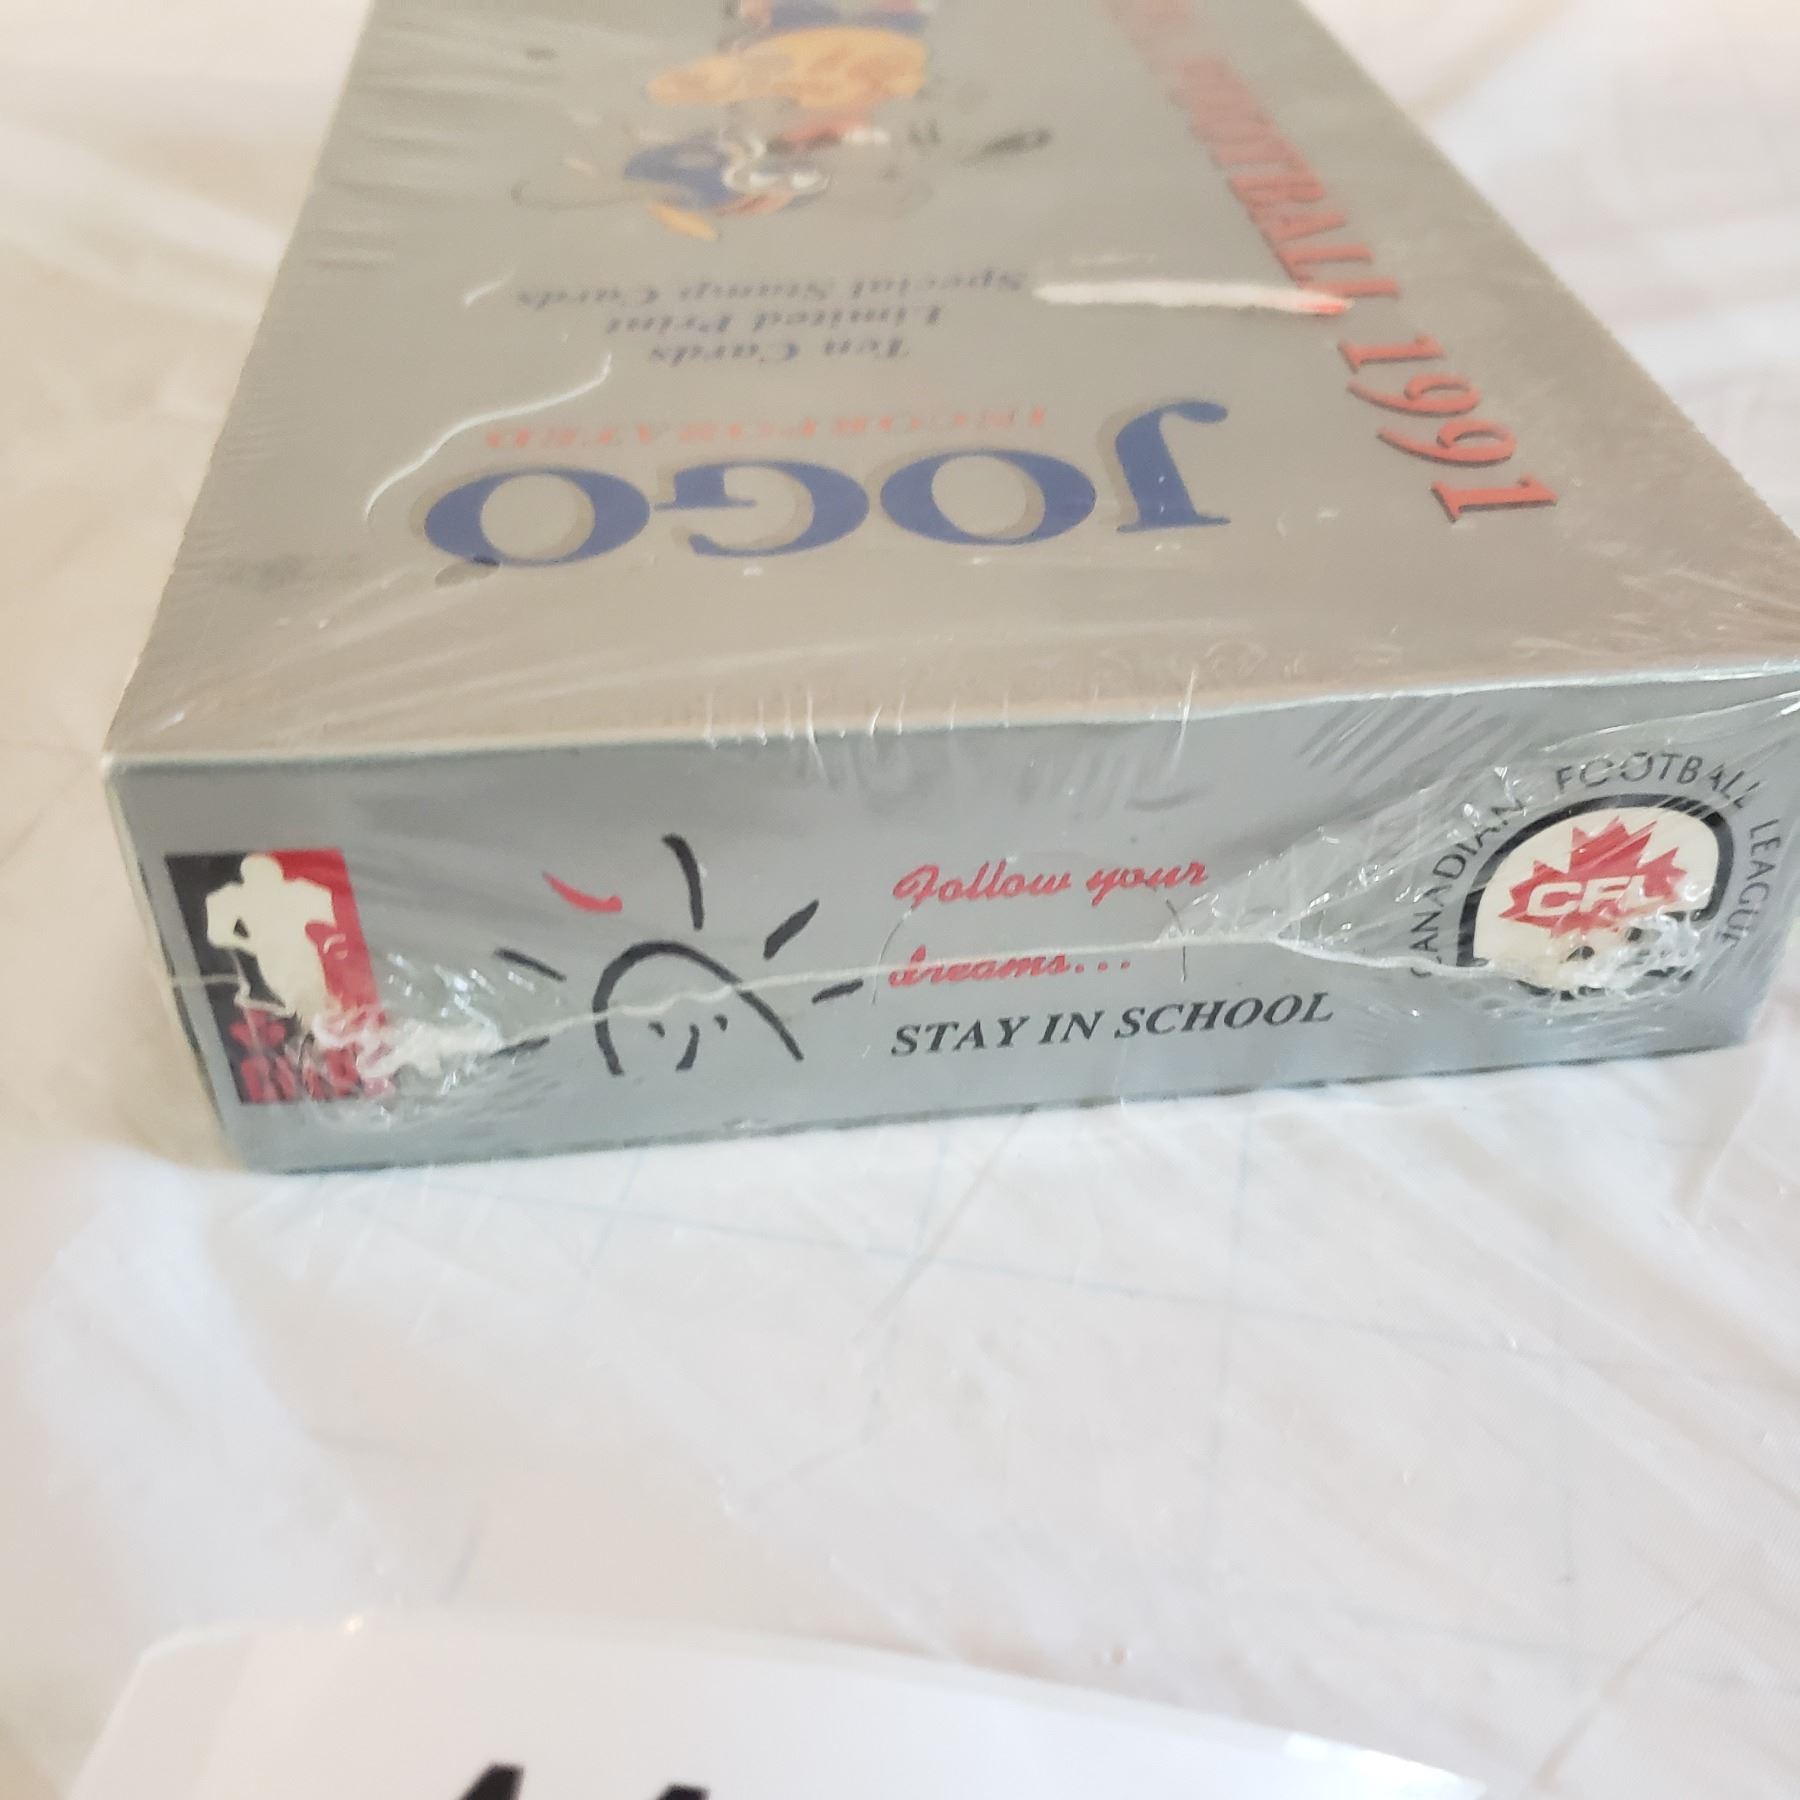 FOOTBALL 1991
JOGO
INCORPORATED
Ten Cards
Limited Print
Special Stamp Cards
Follow your
dreams...
STAY IN SCHOOL
CANADIAN FOOTBALL LEAGUE
CFL